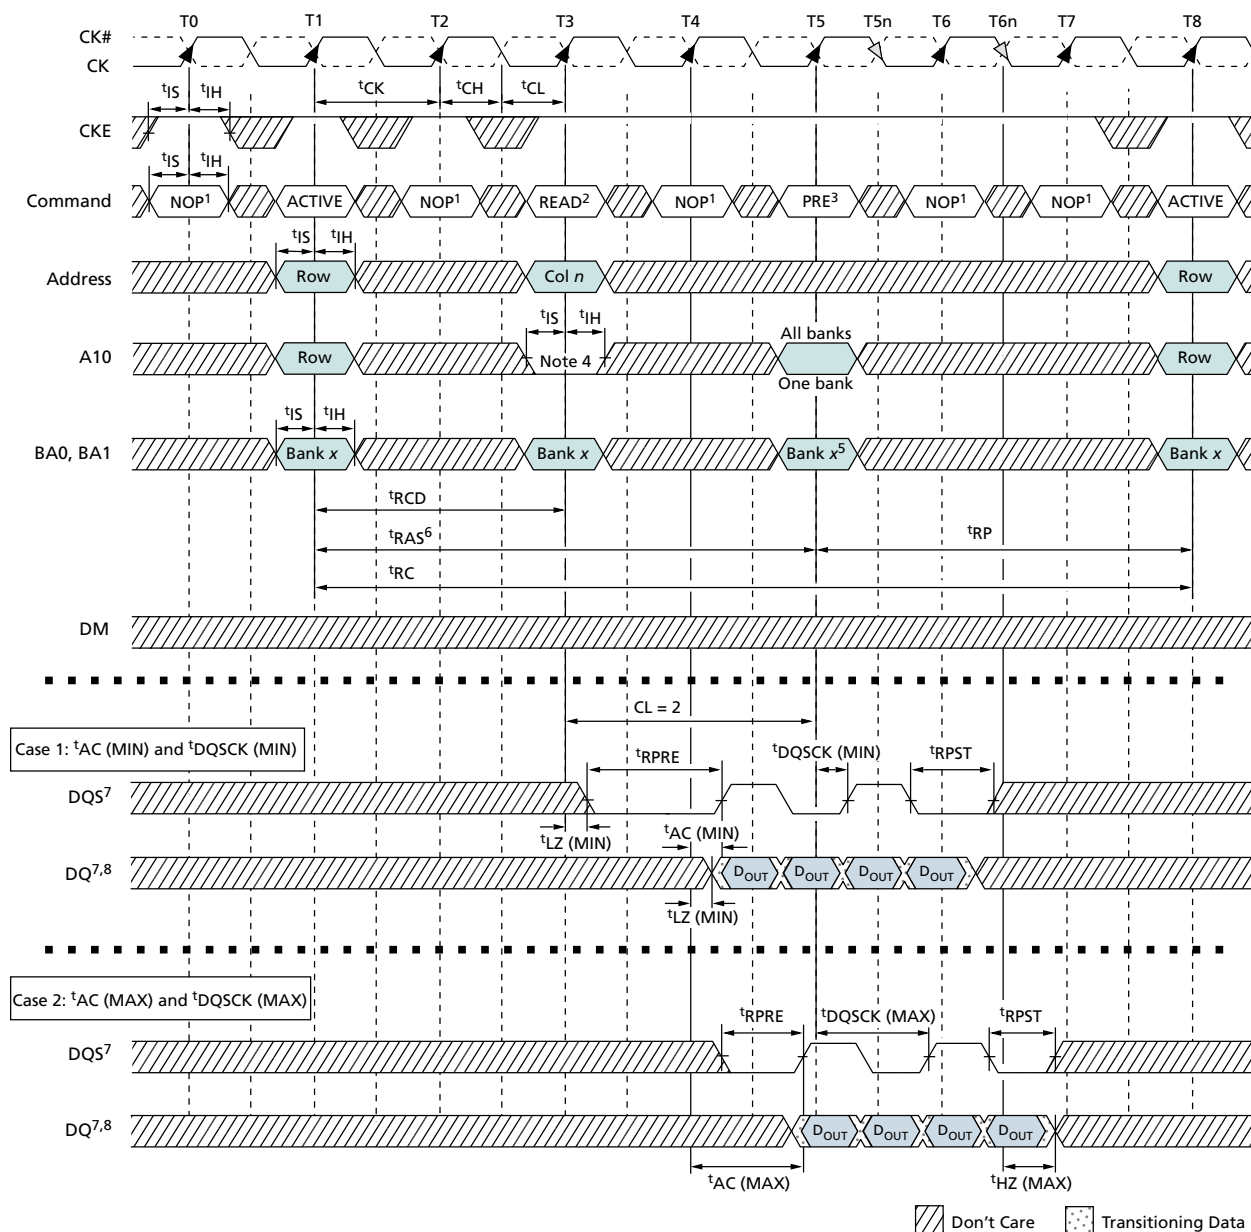 T0 T1 T2 T3 T4 T5 T5n T6 T6n T7 T8
CK#
CK
tIS tIH tCK tCH tCL
CKE
tIS tIH
Command NOP1 ACTIVE NOP1 READ2 NOP1 PRE3 NOP1 NOP1 ACTIVE
tIS tIH
Address Row Col n Row
tIS tIH All banks
A10 Row Note 4 Row
One bank
tIS tIH
BA0, BA1 Bank x Bank x Bank x5 Bank x
tRCD
tRAS6 tRP
tRC
DM
CL = 2
Case 1: tAC (MIN) and tDQSCK (MIN)
tRPRE tDQSCK (MIN) tRPST
DQS7
tLZ (MIN) tAC (MIN)
DQ7,8 DOUT DOUT DOUT DOUT
tLZ (MIN)
Case 2: tAC (MAX) and tDQSCK (MAX)
tRPRE tDQSCK (MAX) tRPST
DQS7
DQ7,8 DOUT DOUT DOUT DOUT
tAC (MAX) tHZ (MAX)
Don't Care Transitioning Data